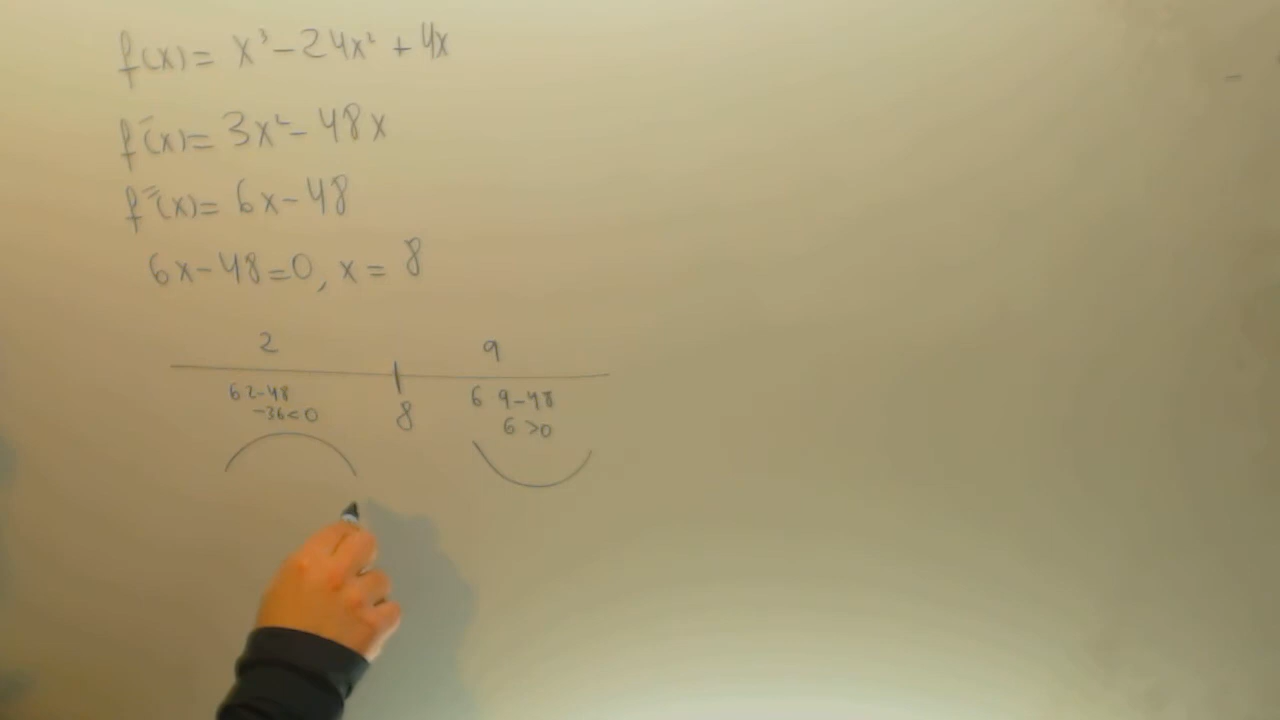 f(x) = x³ - 24x² + 4x
f'(x) = 3x² - 48x
f''(x) = 6x - 48
6x - 48 = 0, x = 8
2 9
6 2 - 48 6 9 - 48
-36 < 0 8 6 > 0